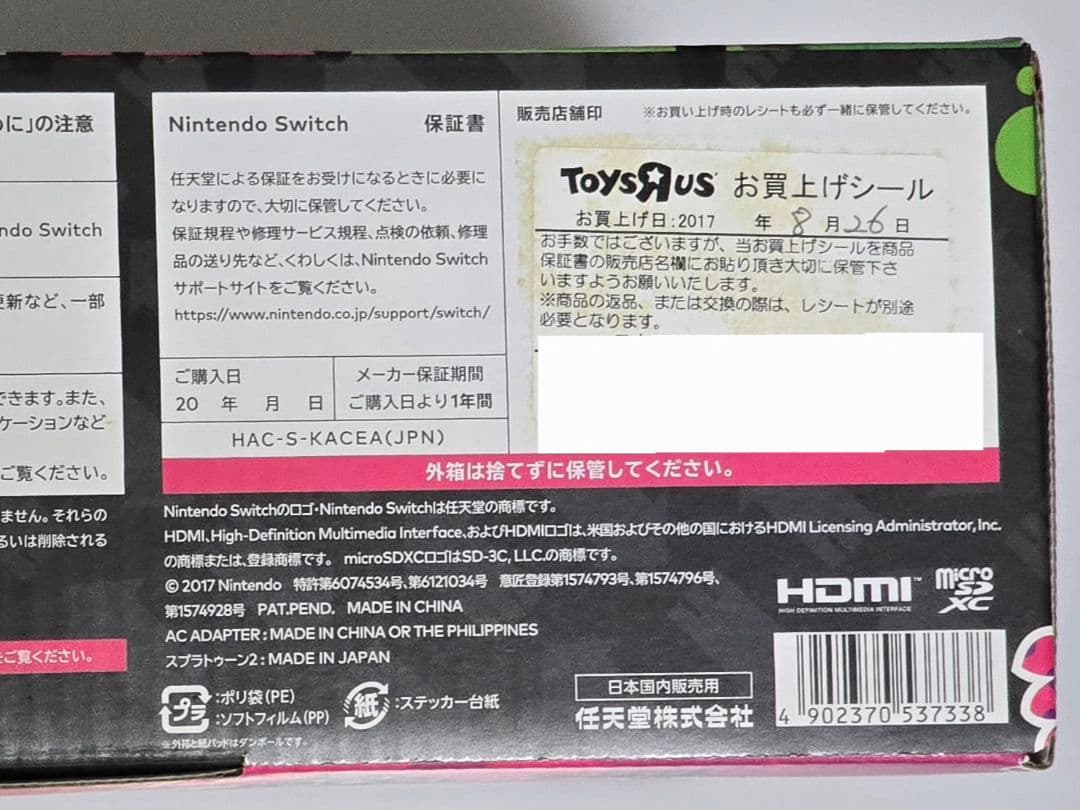 に」の注意
ndo Switch
更新など、一部
できます。また、
ケーションなど
ご覧ください。
ません。それらの
るいは削除される
をご覧ください。
Nintendo Switch 保証書
任天堂による保証をお受けになるときに必要に
なりますので、大切に保管してください。
保証規程や修理サービス規程、点検の依頼、修理
品の送り先など、くわしくは、Nintendo Switch
サポートサイトをご覧ください。
https://www.nintendo.co.jp/support/switch/
ご購入日
20 年 月 日
メーカー保証期間
ご購入日より1年間
HAC-S-KACEA(JPN)
販売店舗印 ※お買い上げ時のレシートも必ず一緒に保管してください。
TOYSЯUS お買上げシール
お買上げ日:2017 年 8 月 26 日
お手数ではございますが、当お買上げシールを商品
保証書の販売店名欄にお貼り頂き大切に保管下さ
いますようお願いいたします。
※商品の返品、または交換の際は、レシートが別途
必要となります。
外箱は捨てずに保管してください。
Nintendo Switchのロゴ・Nintendo Switchは任天堂の商標です。
HDMI、High-Definition Multimedia Interface、およびHDMIロゴは、米国およびその他の国におけるHDMI Licensing Administrator, Inc.
の商標または、登録商標です。 microSDXCロゴはSD-3C, LLC.の商標です。
© 2017 Nintendo 特許第6074534号、第6121034号 意匠登録第1574793号、第1574796号、
第1574928号 PAT.PEND. MADE IN CHINA
AC ADAPTER : MADE IN CHINA OR THE PHILIPPINES
スプラトゥーン2 : MADE IN JAPAN
プラ :ポリ袋(PE)
:ソフトフィルム(PP)
紙 :ステッカー台紙
※外箱と紙パッドはダンボールです。
日本国内販売用
任天堂株式会社
HDMI™
HIGH DEFINITION MULTIMEDIA INTERFACE
micro SD XC
4 902370 537338